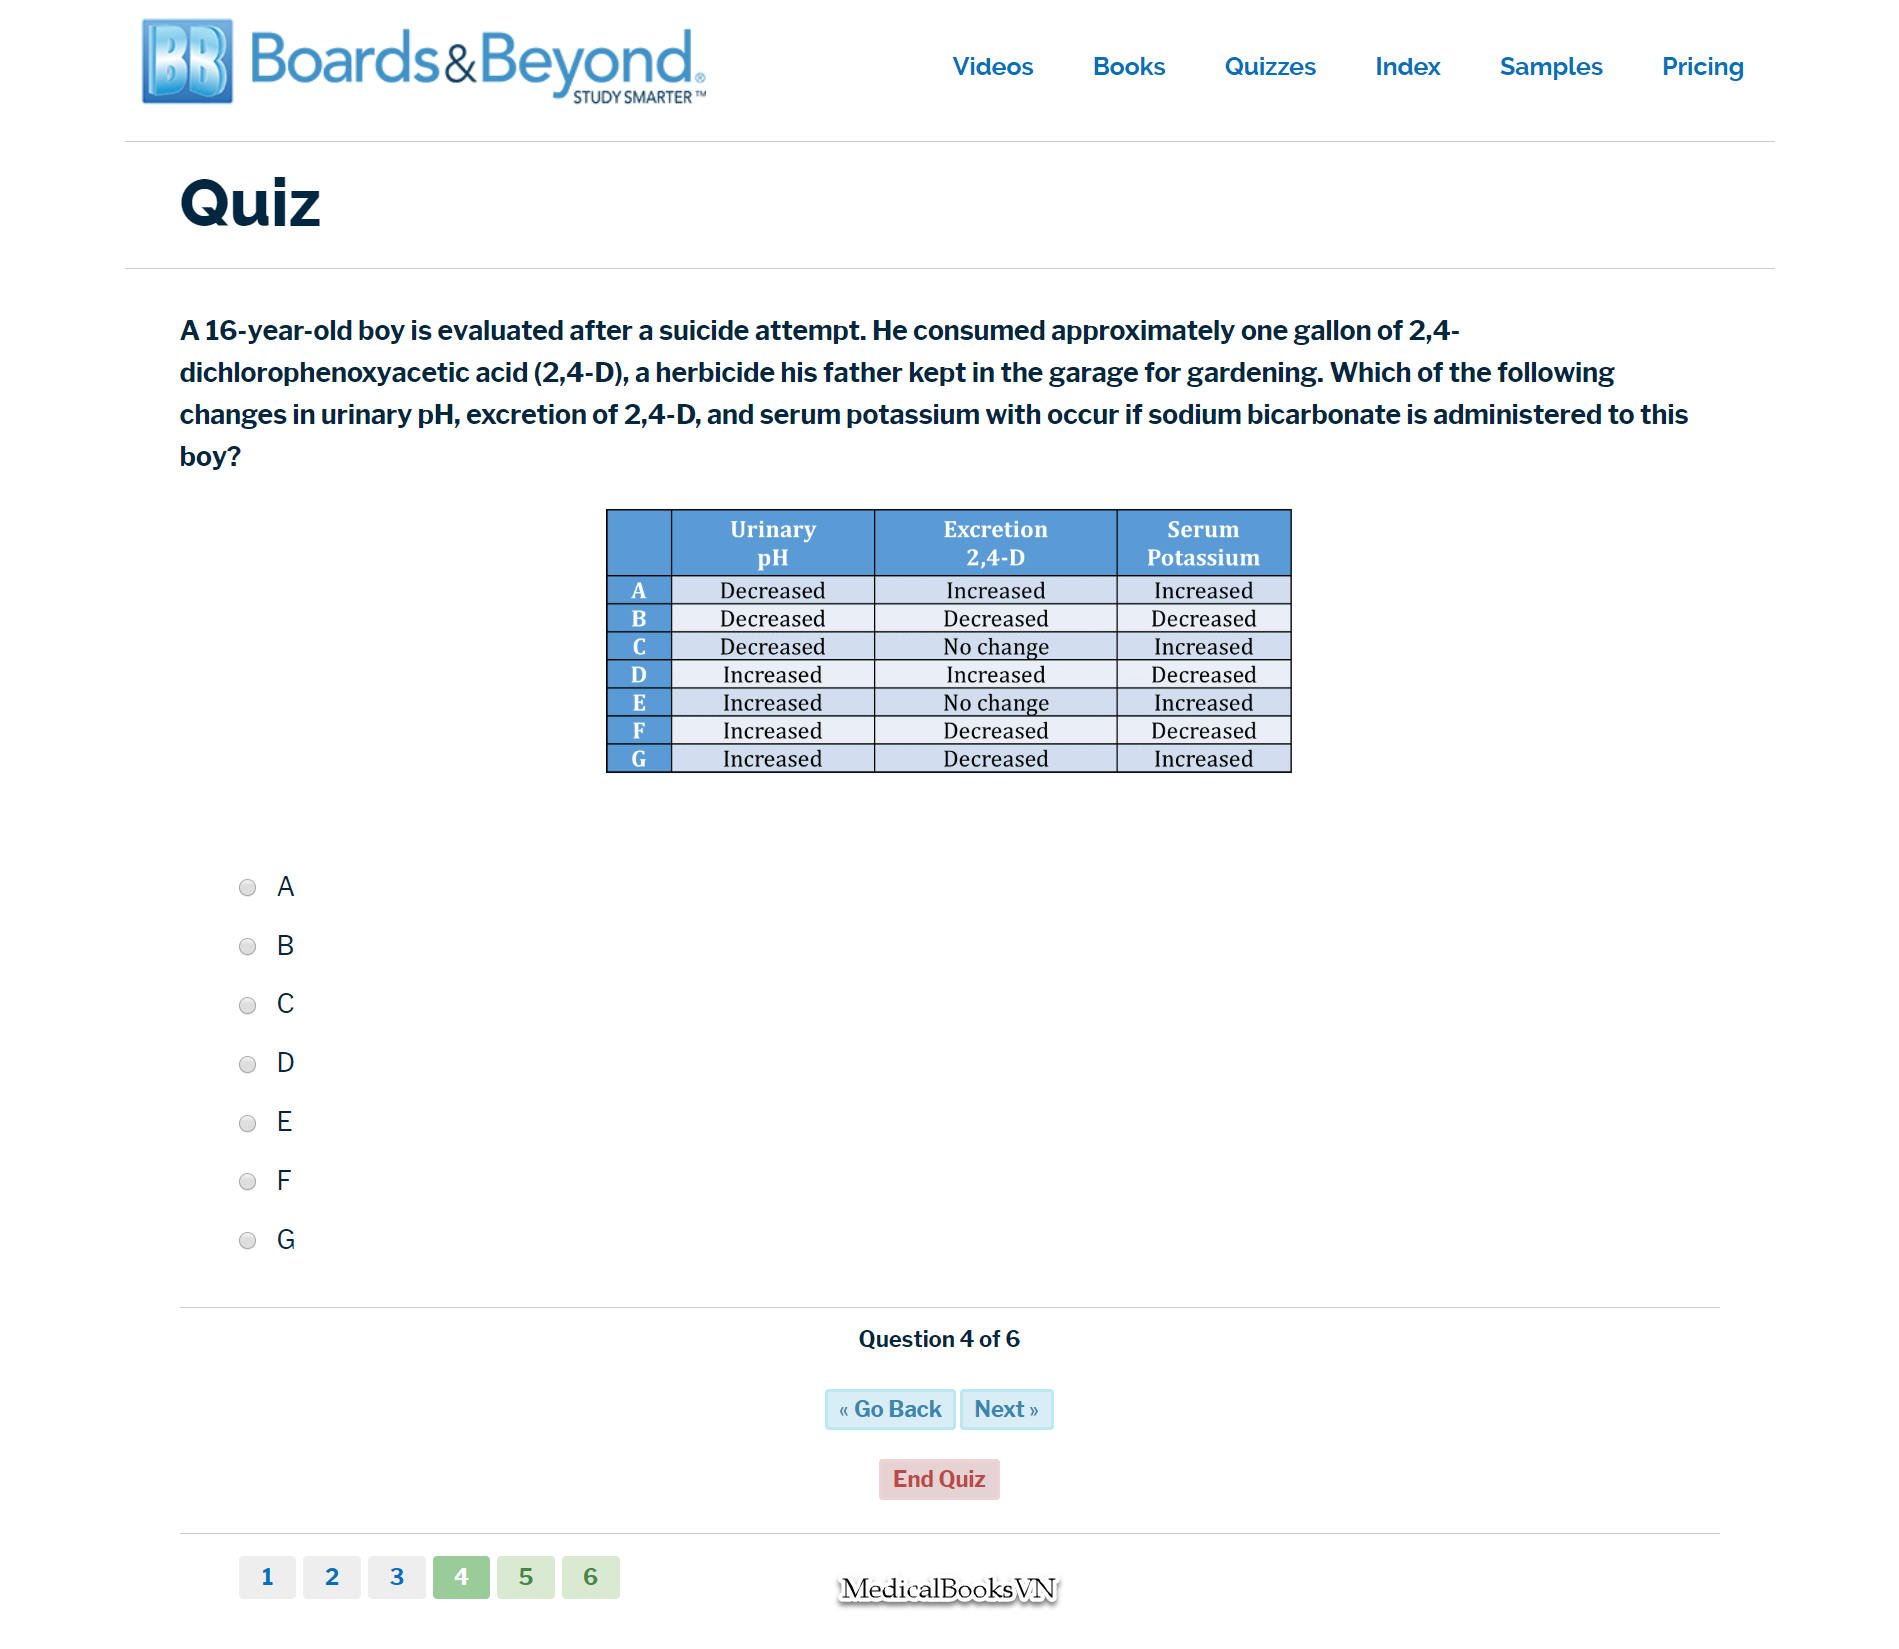 BB Boards&Beyond®
STUDY SMARTER™
Videos Books Quizzes Index Samples Pricing
Quiz
A 16-year-old boy is evaluated after a suicide attempt. He consumed approximately one gallon of 2,4-
dichlorophenoxyacetic acid (2,4-D), a herbicide his father kept in the garage for gardening. Which of the following
changes in urinary pH, excretion of 2,4-D, and serum potassium with occur if sodium bicarbonate is administered to this
boy?
Urinary Excretion Serum
pH 2,4-D Potassium
A Decreased Increased Increased
B Decreased Decreased Decreased
C Decreased No change Increased
D Increased Increased Decreased
E Increased No change Increased
F Increased Decreased Decreased
G Increased Decreased Increased
A
B
C
D
E
F
G
Question 4 of 6
« Go Back Next »
End Quiz
1 2 3 4 5 6
MedicalBooksVN